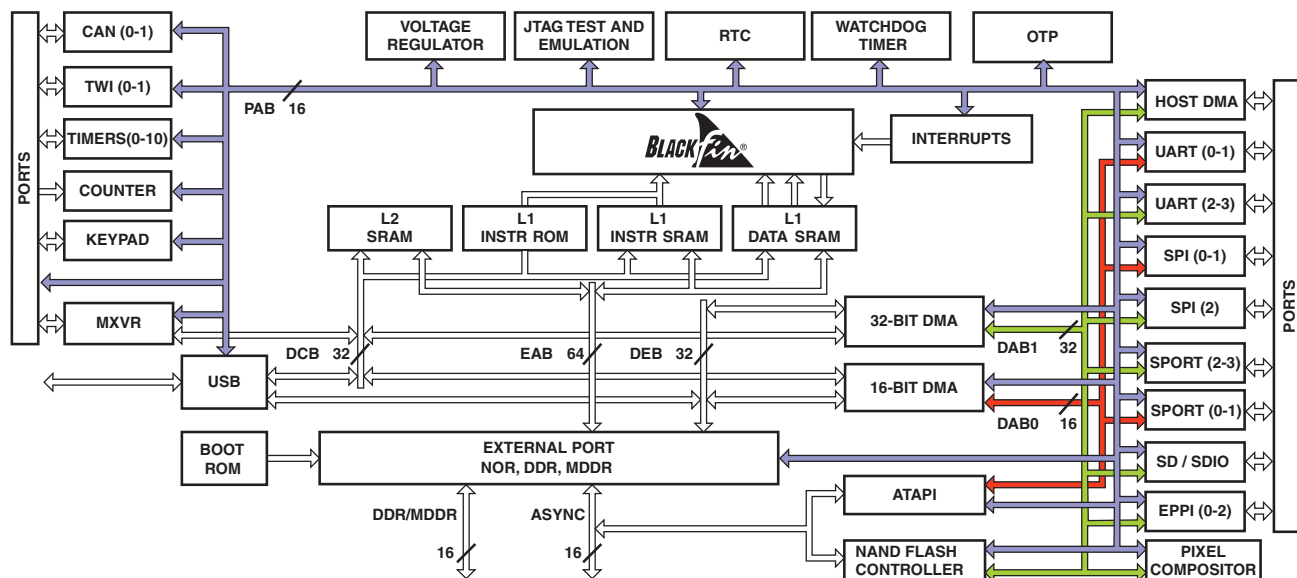 PORTS
CAN (0-1)
TWI (0-1)
TIMERS(0-10)
COUNTER
KEYPAD
MXVR
USB
PAB 16
VOLTAGE
REGULATOR
JTAG TEST AND
EMULATION
RTC
WATCHDOG
TIMER
OTP
BLACKfin®
INTERRUPTS
L2
SRAM
L1
INSTR ROM
L1
INSTR SRAM
L1
DATA SRAM
DCB 32
EAB 64
DEB 32
32-BIT DMA
16-BIT DMA
DAB1 32
DAB0 16
BOOT
ROM
EXTERNAL PORT
NOR, DDR, MDDR
DDR/MDDR
16
ASYNC
16
ATAPI
NAND FLASH
CONTROLLER
HOST DMA
UART (0-1)
UART (2-3)
SPI (0-1)
SPI (2)
SPORT (2-3)
SPORT (0-1)
SD / SDIO
EPPI (0-2)
PIXEL
COMPOSITOR
PORTS